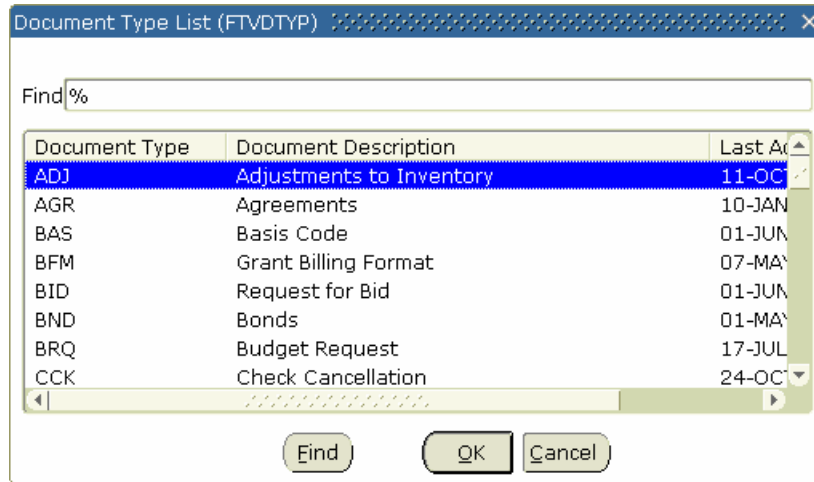 Document Type List (FTVDTYP)
Find %
Document Type Document Description Last Ac
ADJ Adjustments to Inventory 11-OCT
AGR Agreements 10-JAN
BAS Basis Code 01-JUN
BFM Grant Billing Format 07-MAY
BID Request for Bid 01-JUN
BND Bonds 01-MAY
BRQ Budget Request 17-JUL
CCK Check Cancellation 24-OCT
Find OK Cancel